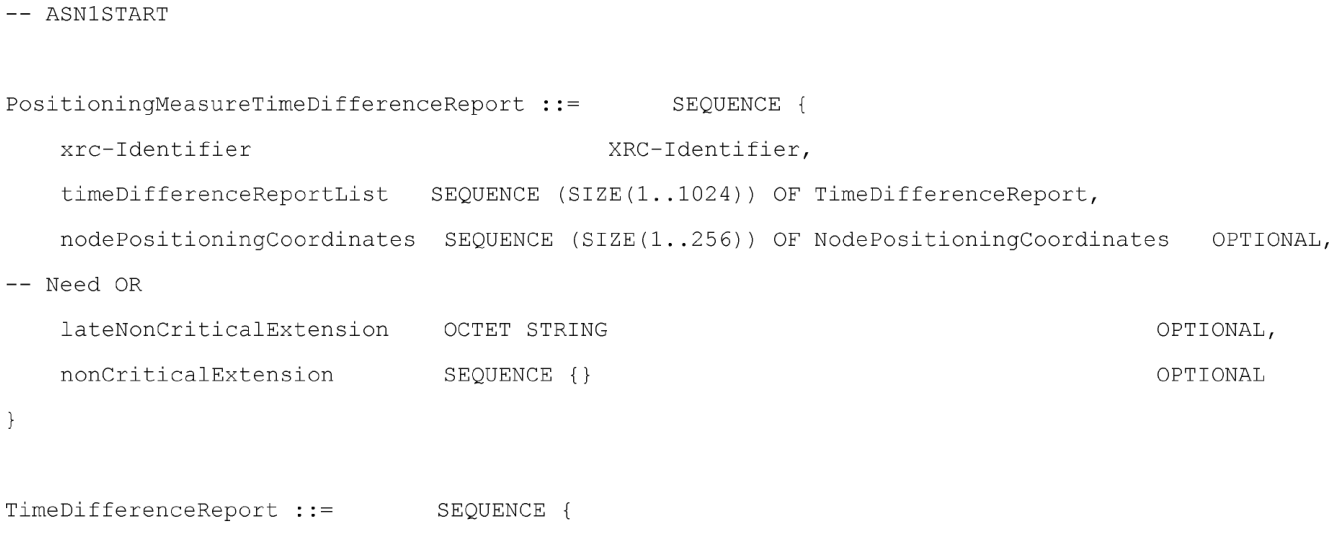 -- ASN1START
PositioningMeasureTimeDifferenceReport ::= SEQUENCE {
xrc-Identifier XRC-Identifier,
timeDifferenceReportList SEQUENCE (SIZE(1..1024)) OF TimeDifferenceReport,
nodePositioningCoordinates SEQUENCE (SIZE(1..256)) OF NodePositioningCoordinates OPTIONAL,
-- Need OR
lateNonCriticalExtension OCTET STRING OPTIONAL,
nonCriticalExtension SEQUENCE {} OPTIONAL
}
TimeDifferenceReport ::= SEQUENCE {